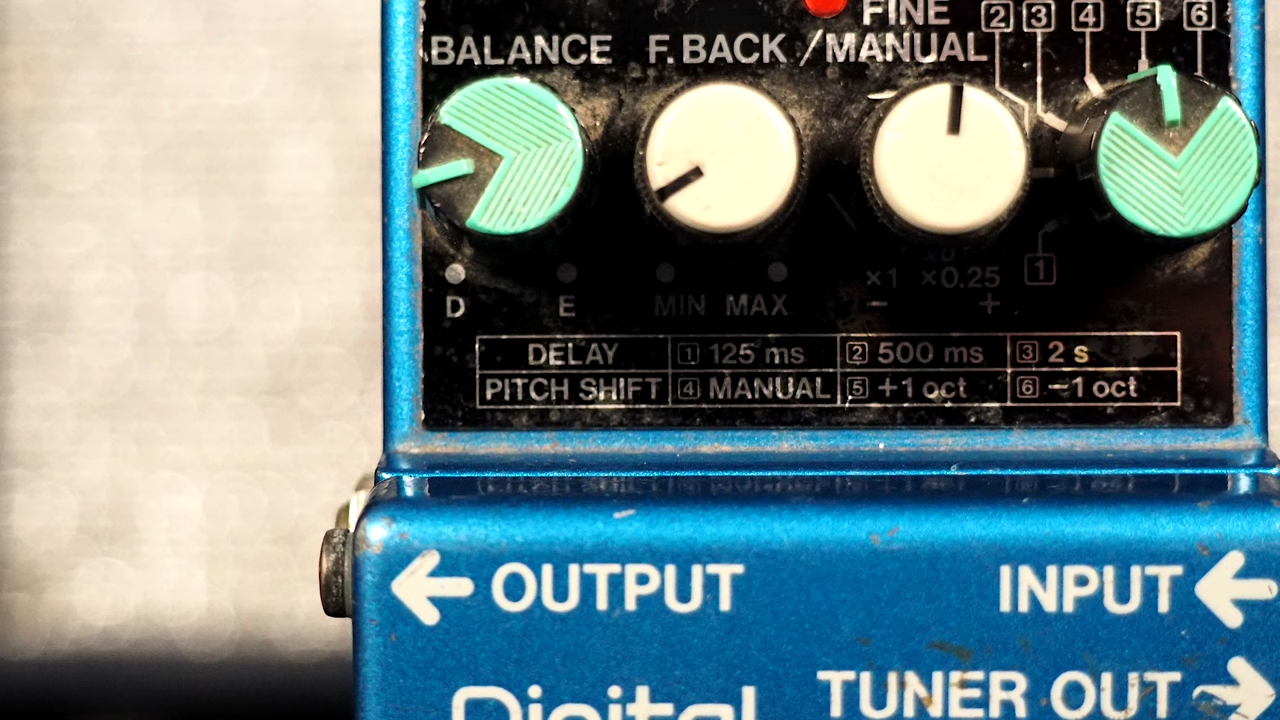 FINE
2 3 4 5 6
BALANCE F.BACK /MANUAL
×1 ×0.25
1
D E MIN MAX − +
DELAY 1 125 ms 2 500 ms 3 2 s
PITCH SHIFT 4 MANUAL 5 +1 oct 6 −1 oct
← OUTPUT INPUT ←
TUNER OUT →
Digital